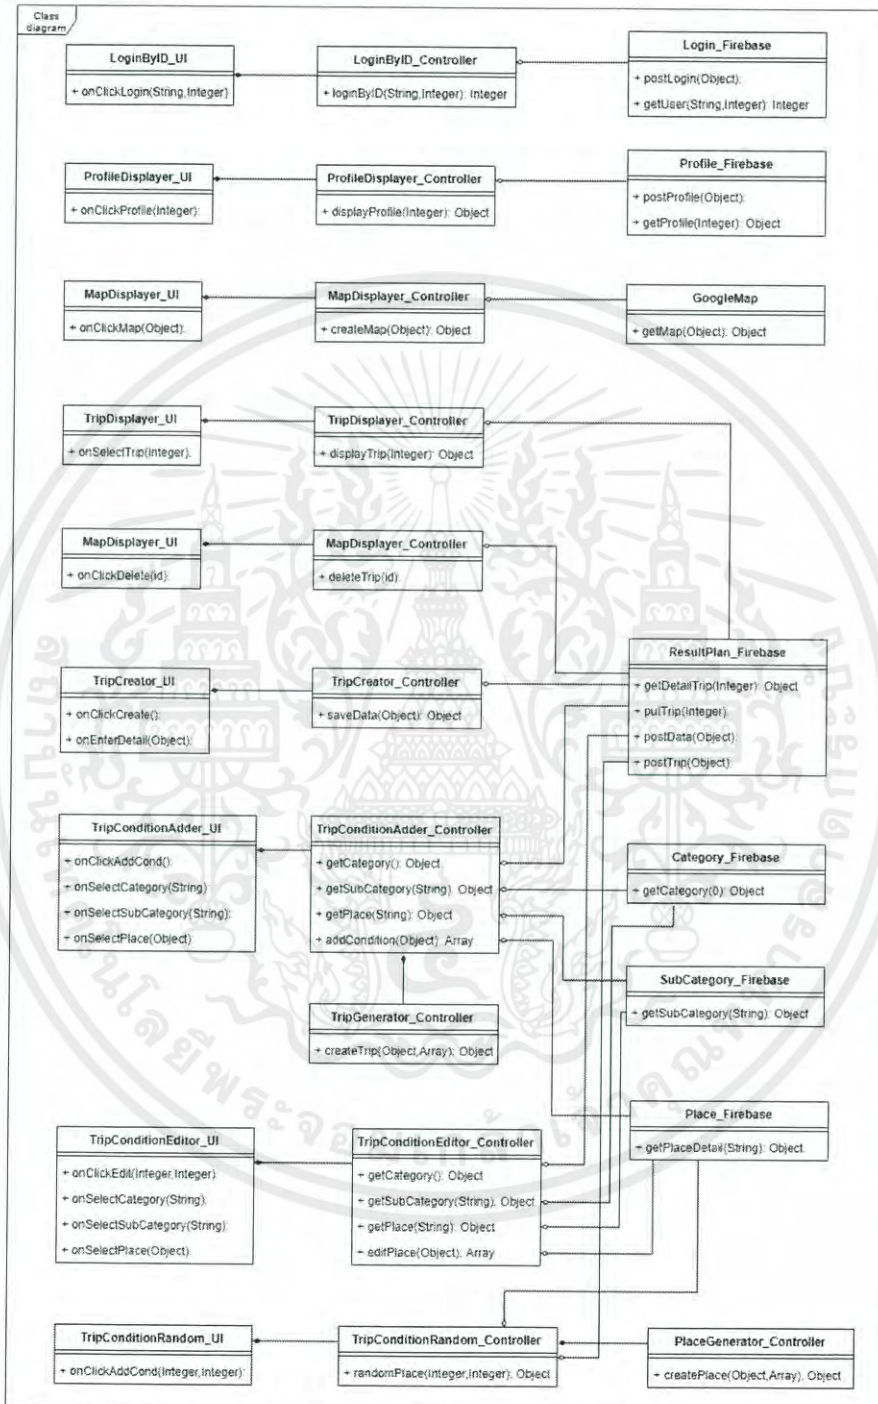 Class
diagram
LoginByID_UI
+ onClickLogin(String,Integer)
LoginByID_Controller
+ loginByID(String,Integer): Integer
Login_Firebase
+ postLogin(Object):
+ getUser(String,Integer): Integer
ProfileDisplayer_UI
+ onClickProfile(Integer):
ProfileDisplayer_Controller
+ displayProfile(Integer): Object
Profile_Firebase
+ postProfile(Object):
+ getProfile(Integer): Object
MapDisplayer_UI
+ onClickMap(Object):
MapDisplayer_Controller
+ createMap(Object): Object
GoogleMap
+ getMap(Object): Object
TripDisplayer_UI
+ onSelectTrip(Integer):
TripDisplayer_Controller
+ displayTrip(Integer): Object
MapDisplayer_UI
+ onClickDelete(id):
MapDisplayer_Controller
+ deleteTrip(id):
ResultPlan_Firebase
+ getDetailTrip(Integer): Object
+ putTrip(Integer):
+ postData(Object):
+ postTrip(Object):
TripCreator_UI
+ onClickCreate():
+ onEnterDetail(Object):
TripCreator_Controller
+ saveData(Object): Object
TripConditionAdder_UI
+ onClickAddCond():
+ onSelectCategory(String)
+ onSelectSubCategory(String):
+ onSelectPlace(Object)
TripConditionAdder_Controller
+ getCategory(): Object
+ getSubCategory(String): Object
+ getPlace(String): Object
+ addCondition(Object): Array
Category_Firebase
+ getCategory(0): Object
SubCategory_Firebase
+ getSubCategory(String): Object
TripGenerator_Controller
+ createTrip(Object,Array): Object
Place_Firebase
+ getPlaceDetail(String): Object
TripConditionEditor_UI
+ onClickEdit(Integer,Integer)
+ onSelectCategory(String):
+ onSelectSubCategory(String):
+ onSelectPlace(Object)
TripConditionEditor_Controller
+ getCategory(): Object
+ getSubCategory(String): Object
+ getPlace(String): Object
+ editPlace(Object): Array
TripConditionRandom_UI
+ onClickAddCond(Integer,Integer):
TripConditionRandom_Controller
+ randomPlace(Integer,Integer): Object
PlaceGenerator_Controller
+ createPlace(Object,Array): Object